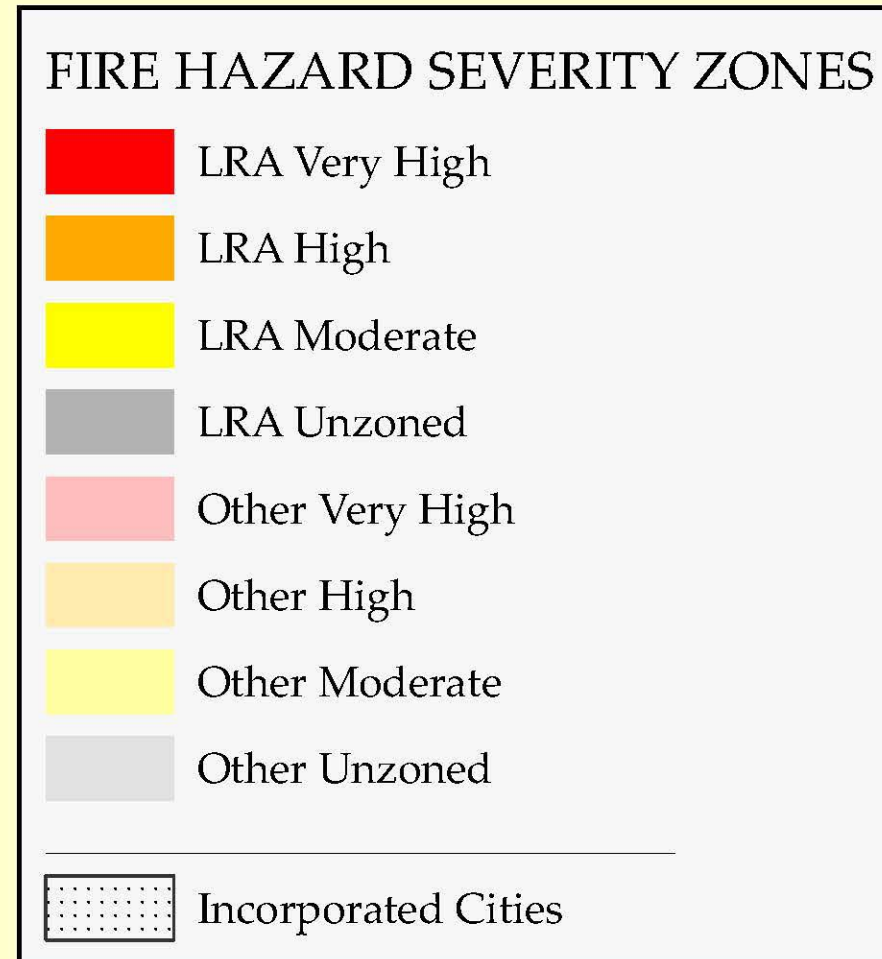 FIRE HAZARD SEVERITY ZONES
LRA Very High
LRA High
LRA Moderate
LRA Unzoned
Other Very High
Other High
Other Moderate
Other Unzoned
Incorporated Cities